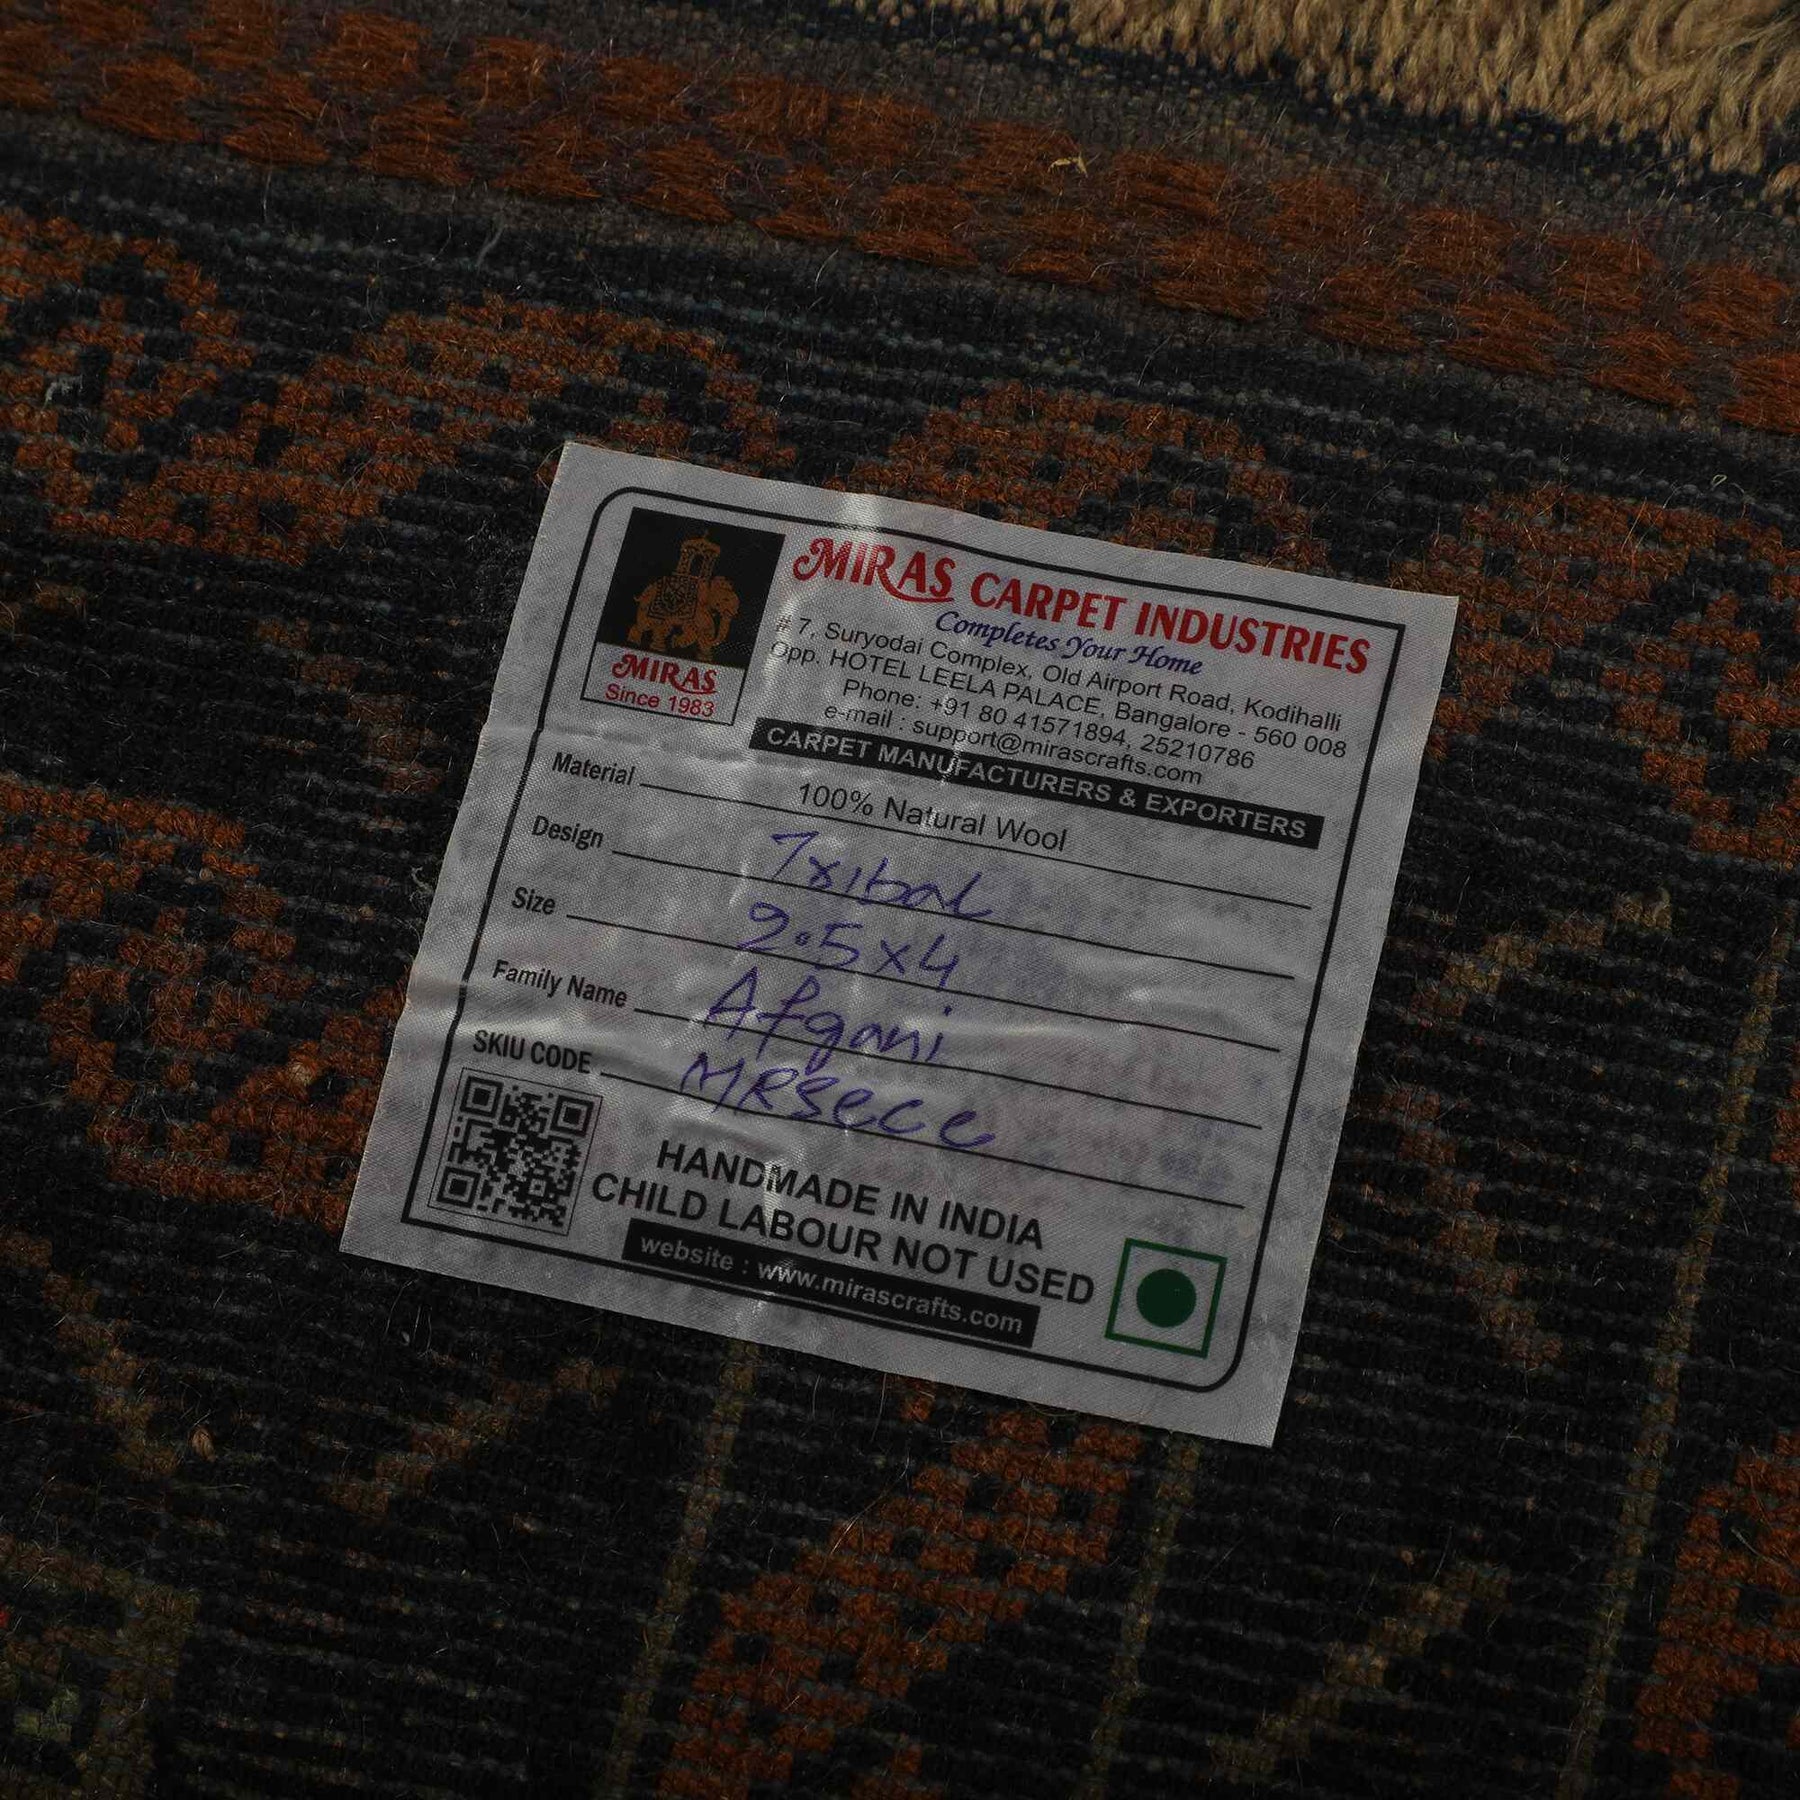 MIRAS
Since 1983
MIRAS CARPET INDUSTRIES
Completes Your Home
# 7, Suryodai Complex, Old Airport Road, Kodihalli
Opp. HOTEL LEELA PALACE, Bangalore - 560 008
Phone: +91 80 41571894, 25210786
e-mail : support@mirascrafts.com
CARPET MANUFACTURERS & EXPORTERS
Material 100% Natural Wool
Design Tribal
Size 2.5x4
Family Name Afgani
SKIU CODE
HANDMADE IN INDIA
CHILD LABOUR NOT USED
website : www.mirascrafts.com